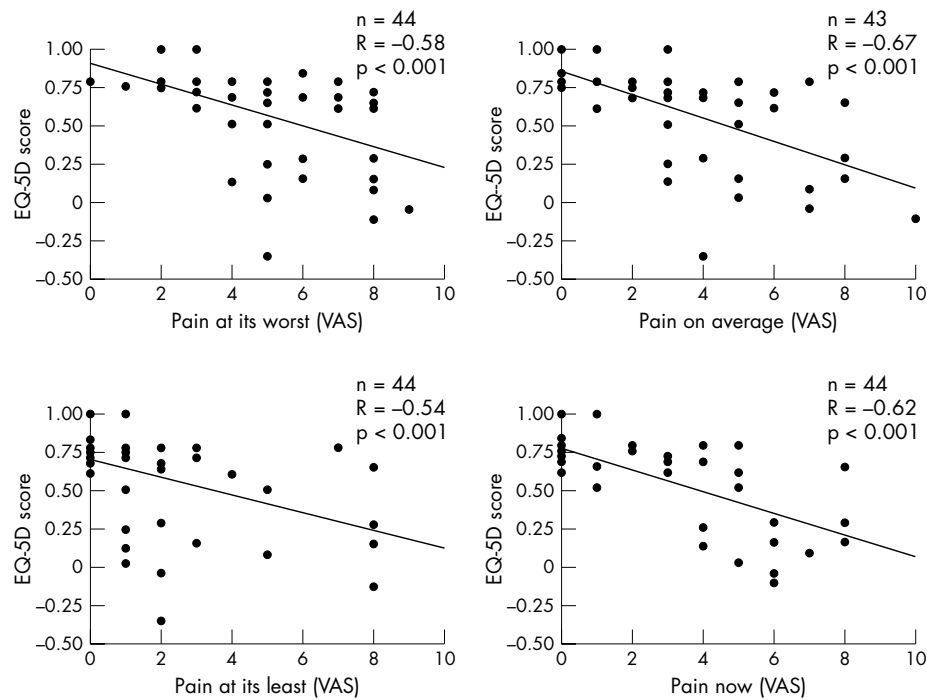 n = 44
R = –0.58
p < 0.001
1.00
0.75
0.50
0.25
0
–0.25
–0.50
EQ-5D score
0 2 4 6 8 10
Pain at its worst (VAS)
n = 43
R = –0.67
p < 0.001
1.00
0.75
0.50
0.25
0
–0.25
–0.50
EQ--5D score
0 2 4 6 8 10
Pain on average (VAS)
n = 44
R = –0.54
p < 0.001
1.00
0.75
0.50
0.25
0
–0.25
–0.50
EQ-5D score
0 2 4 6 8 10
Pain at its least (VAS)
n = 44
R = –0.62
p < 0.001
1.00
0.75
0.50
0.25
0
–0.25
–0.50
EQ-5D score
0 2 4 6 8 10
Pain now (VAS)